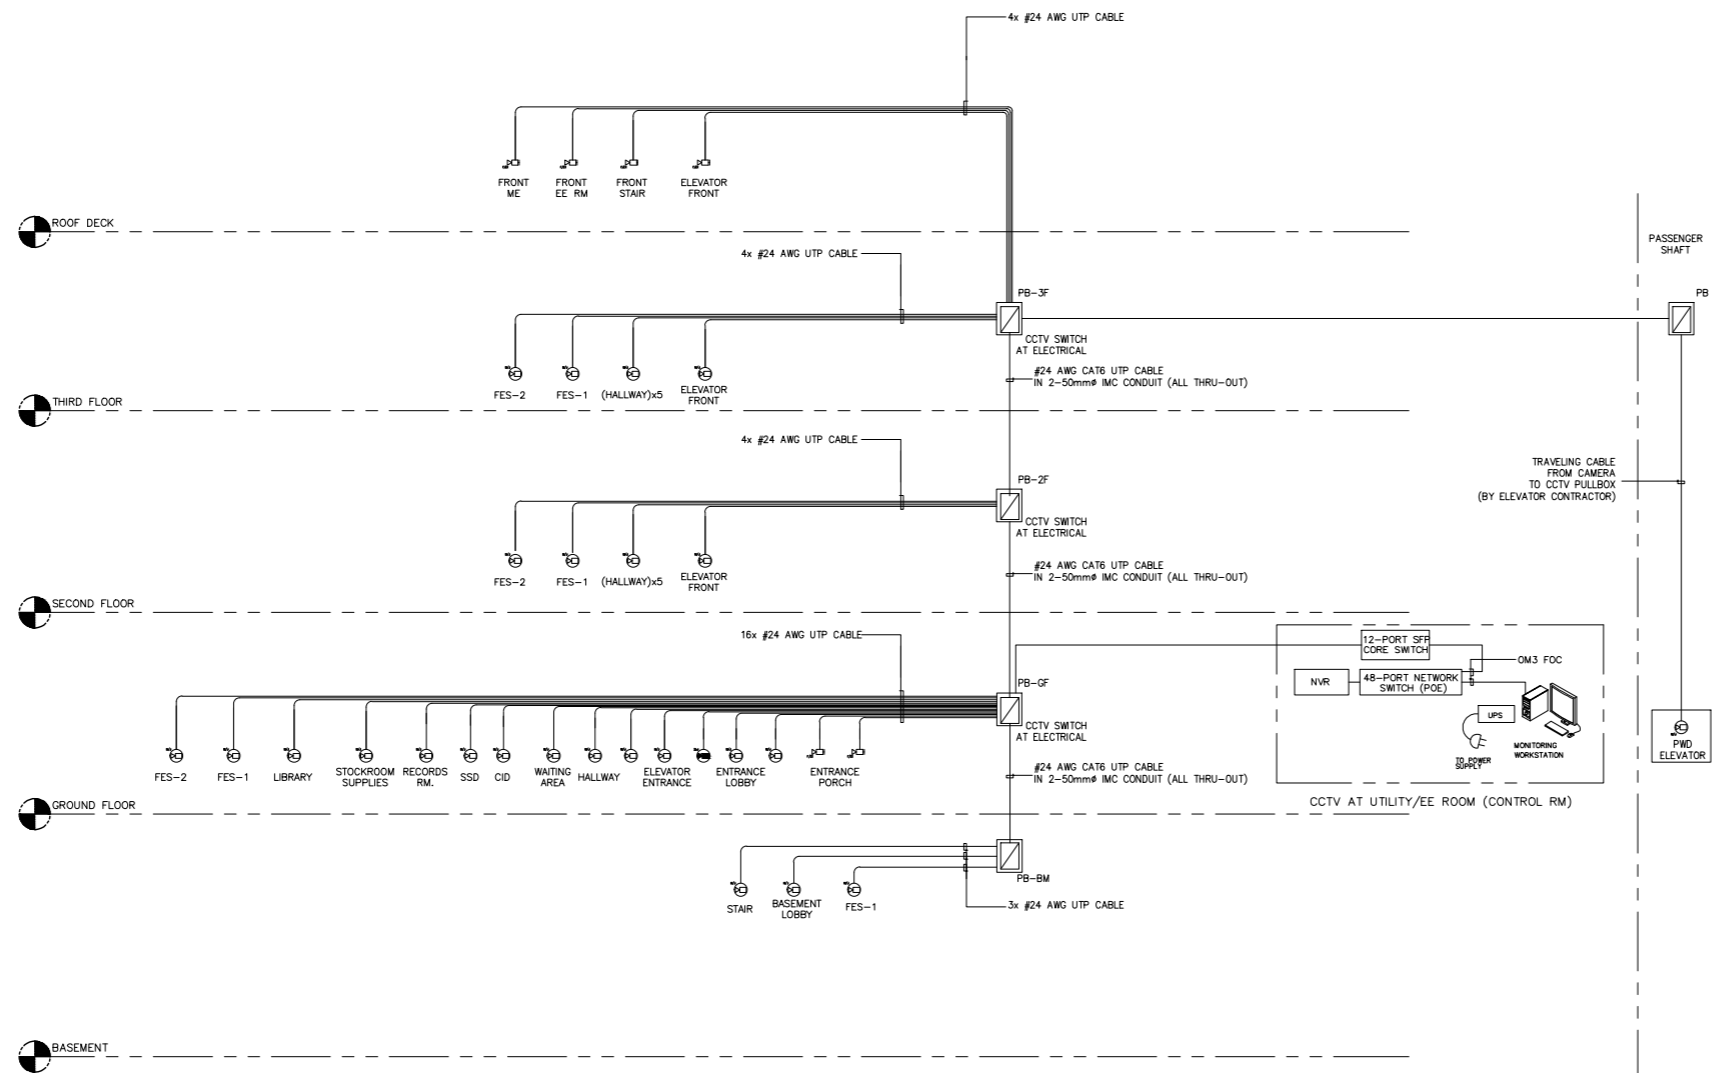 4x #24 AWG UTP CABLE
FRONT
ME
FRONT
EE RM
FRONT
STAIR
ELEVATOR
FRONT
ROOF DECK
PASSENGER
SHAFT
4x #24 AWG UTP CABLE
PB-3F
PB
CCTV SWITCH
AT ELECTRICAL
#24 AWG CAT6 UTP CABLE
IN 2-50mmø IMC CONDUIT (ALL THRU-OUT)
FES-2
FES-1
(HALLWAY)x5
ELEVATOR
FRONT
THIRD FLOOR
4x #24 AWG UTP CABLE
TRAVELING CABLE
FROM CAMERA
TO CCTV PULLBOX
(BY ELEVATOR CONTRACTOR)
PB-2F
CCTV SWITCH
AT ELECTRICAL
#24 AWG CAT6 UTP CABLE
IN 2-50mmø IMC CONDUIT (ALL THRU-OUT)
FES-2
FES-1
(HALLWAY)x5
ELEVATOR
FRONT
SECOND FLOOR
16x #24 AWG UTP CABLE
12-PORT SFP
CORE SWITCH
OM3 FOC
NVR
48-PORT NETWORK
SWITCH (POE)
UPS
MONITORING
WORKSTATION
TO POWER
SUPPLY
PB-GF
CCTV SWITCH
AT ELECTRICAL
PWD
ELEVATOR
FES-2
FES-1
LIBRARY
STOCKROOM
SUPPLIES
RECORDS
RM.
SSD
CID
WAITING
AREA
HALLWAY
ELEVATOR
ENTRANCE
ENTRANCE
LOBBY
ENTRANCE
PORCH
#24 AWG CAT6 UTP CABLE
IN 2-50mmø IMC CONDUIT (ALL THRU-OUT)
CCTV AT UTILITY/EE ROOM (CONTROL RM)
GROUND FLOOR
PB-BM
STAIR
BASEMENT
LOBBY
FES-1
3x #24 AWG UTP CABLE
BASEMENT